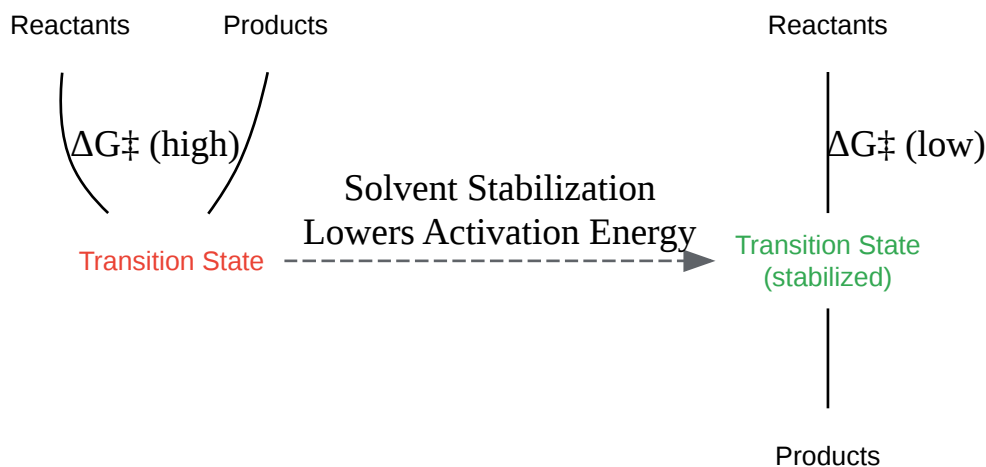 Reactants
Products
ΔG‡ (high)
Transition State
Solvent Stabilization
Lowers Activation Energy
Reactants
ΔG‡ (low)
Transition State
(stabilized)
Products